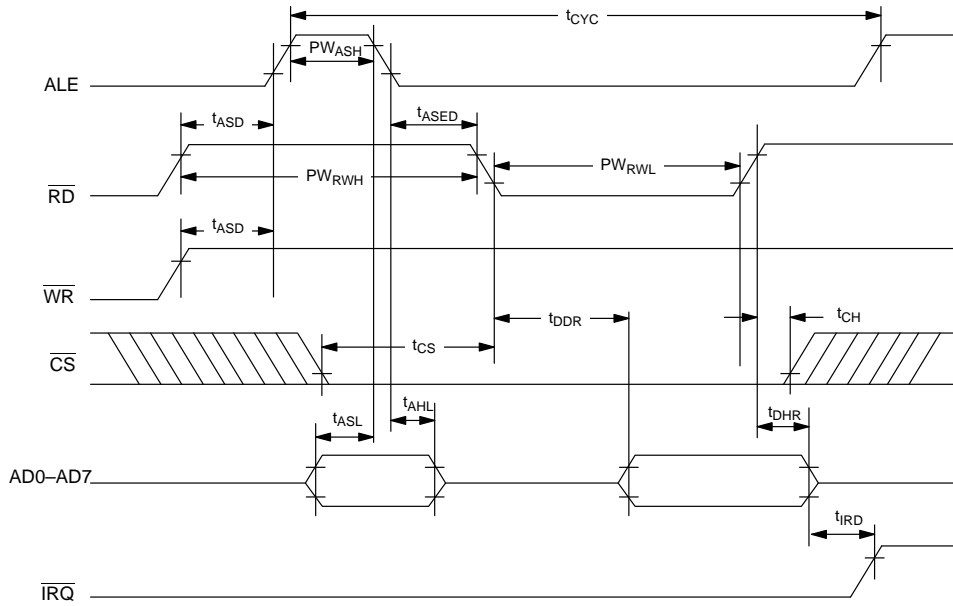 tCYC
PWASH
ALE
tASD
tASED
PWRWH
PWRWL
RD
tASD
WR
tDDR
tCH
tCS
CS
tASL
tAHL
tDHR
AD0–AD7
tIRD
IRQ